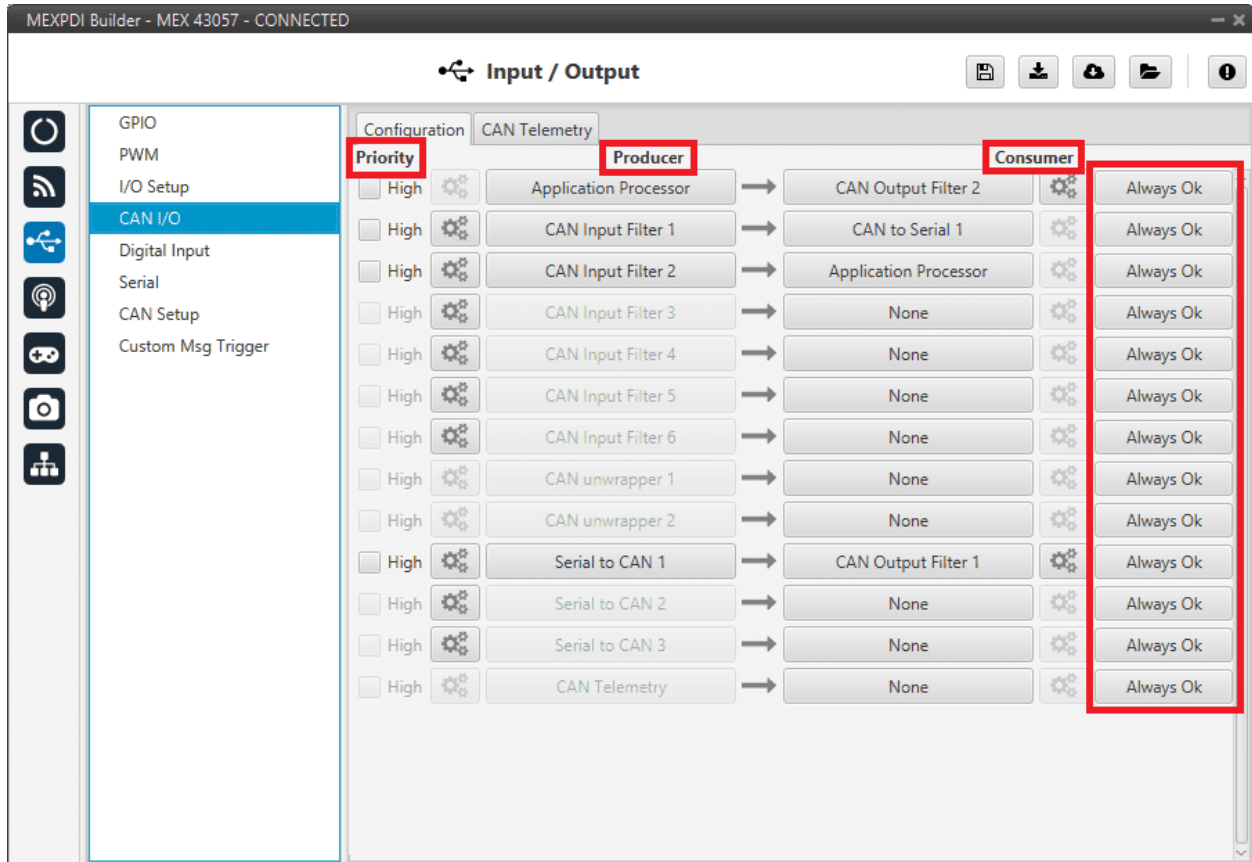 MEXPDI Builder - MEX 43057 - CONNECTED
Input / Output
GPIO
PWM
I/O Setup
CAN I/O
Digital Input
Serial
CAN Setup
Custom Msg Trigger
Configuration CAN Telemetry
Priority Producer Consumer
High Application Processor CAN Output Filter 2 Always Ok
High CAN Input Filter 1 CAN to Serial 1 Always Ok
High CAN Input Filter 2 Application Processor Always Ok
High CAN Input Filter 3 None Always Ok
High CAN Input Filter 4 None Always Ok
High CAN Input Filter 5 None Always Ok
High CAN Input Filter 6 None Always Ok
High CAN unwrapper 1 None Always Ok
High CAN unwrapper 2 None Always Ok
High Serial to CAN 1 CAN Output Filter 1 Always Ok
High Serial to CAN 2 None Always Ok
High Serial to CAN 3 None Always Ok
High CAN Telemetry None Always Ok